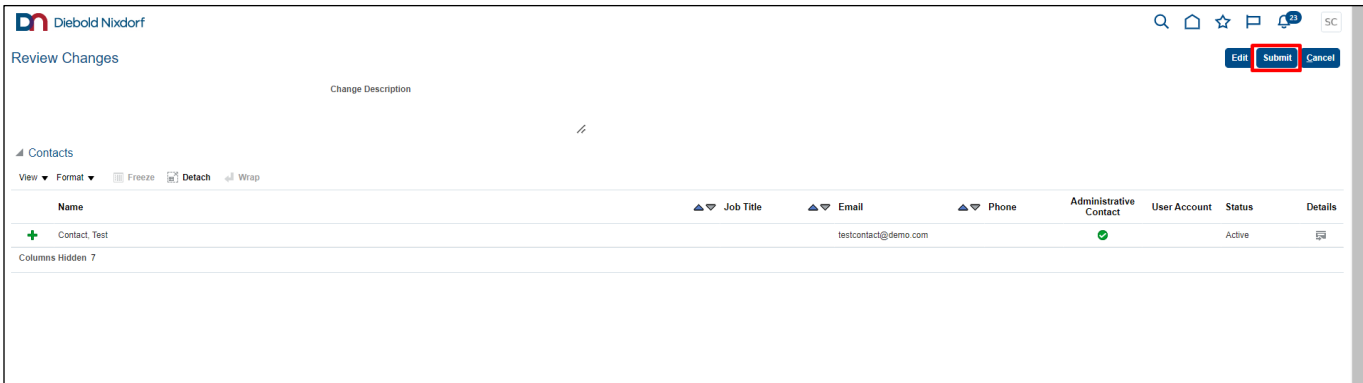 Diebold Nixdorf
23
SC
Review Changes
Edit Submit Cancel
Change Description
Contacts
View Format Freeze Detach Wrap
Name Job Title Email Phone Administrative Contact User Account Status Details
Contact, Test testcontact@demo.com Active
Columns Hidden 7